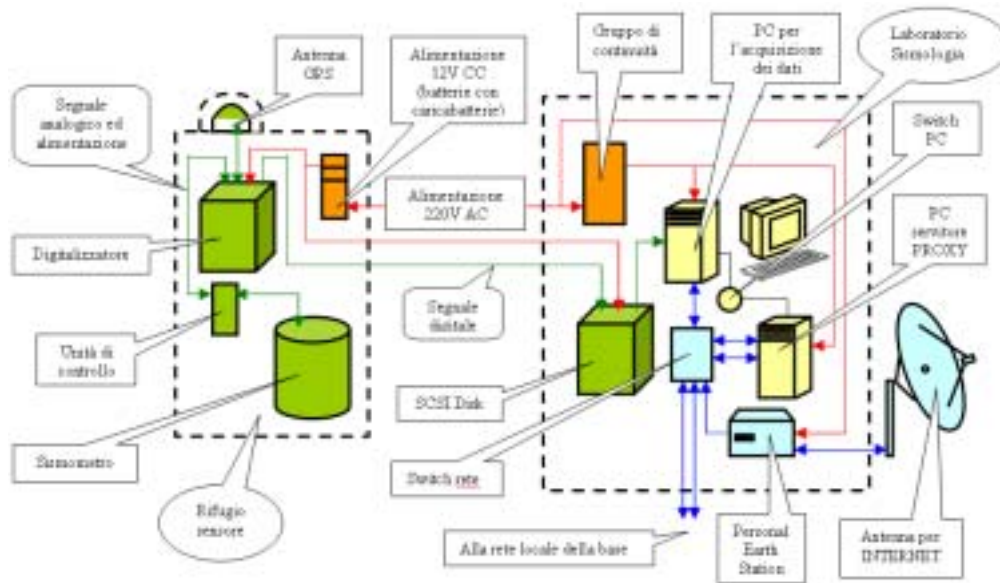 Antenna
GPS
Alimentazione
12V CC
(batterie con
caricabatterie)
Gruppo di
continuità
PC per
l'acquisizione
dei dati
Laboratorio
Sismologia
Segnale
analogico ed
alimentazione
Switch
PC
Alimentazione
220V AC
PC
servitore
PROXY
Digitalizzatore
Segnale
digitale
Unità di
controllo
SCSI Disk
Sismometro
Switch rete
Rifugio
sensore
Alla rete locale della base
Personal
Earth
Station
Antenna per
INTERNET